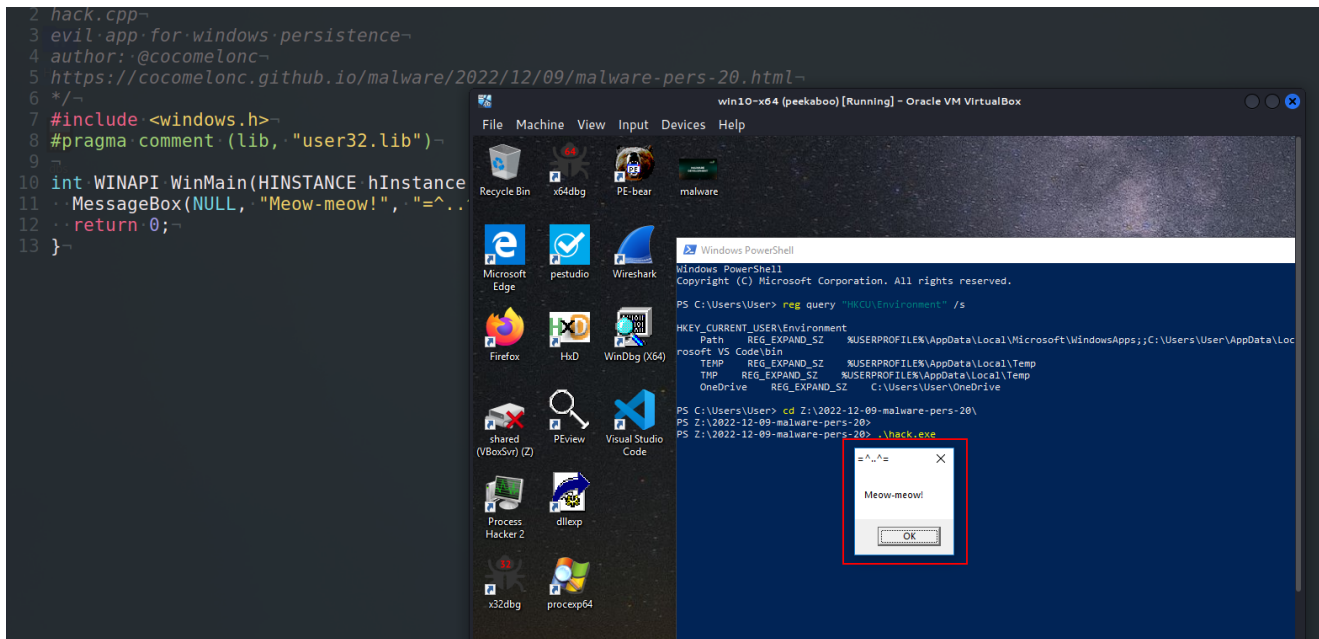 2 hack.cpp¬
3 evil·app·for·windows·persistence¬
4 author:·@cocomelonc¬
5 https://cocomelonc.github.io/malware/2022/12/09/malware-pers-20.html¬
6 */¬
7 #include·<windows.h>¬
8 #pragma·comment·(lib,·"user32.lib")¬
9 ¬
10 int·WINAPI·WinMain(HINSTANCE·hInstance
11 ··MessageBox(NULL,·"Meow-meow!",·"=^..
12 ··return·0;¬
13 }¬
win10-x64 (peekaboo) [Running] - Oracle VM VirtualBox
File Machine View Input Devices Help
Recycle Bin
64
x64dbg
PE
PE-bear
malware
Microsoft
Edge
pestudio
Wireshark
Firefox
HxD
HxD
WinDbg (X64)
shared
(VBoxSvr) (Z)
PEview
Visual Studio
Code
Process
Hacker 2
dllexp
32
x32dbg
procexp64
Windows PowerShell
Windows PowerShell
Copyright (C) Microsoft Corporation. All rights reserved.
PS C:\Users\User> reg query "HKCU\Environment" /s
HKEY_CURRENT_USER\Environment
Path REG_EXPAND_SZ %USERPROFILE%\AppData\Local\Microsoft\WindowsApps;;C:\Users\User\AppData\Loc
rosoft VS Code\bin
TEMP REG_EXPAND_SZ %USERPROFILE%\AppData\Local\Temp
TMP REG_EXPAND_SZ %USERPROFILE%\AppData\Local\Temp
OneDrive REG_EXPAND_SZ C:\Users\User\OneDrive
PS C:\Users\User> cd Z:\2022-12-09-malware-pers-20\
PS Z:\2022-12-09-malware-pers-20>
PS Z:\2022-12-09-malware-pers-20> .\hack.exe
=^..^=
Meow-meow!
OK